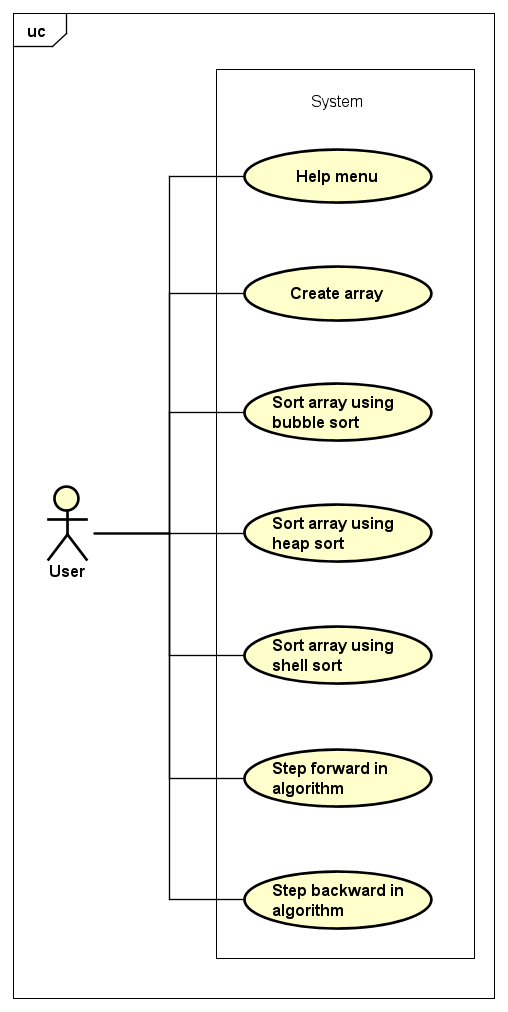 uc
System
Help menu
Create array
Sort array using
bubble sort
Sort array using
heap sort
User
Sort array using
shell sort
Step forward in
algorithm
Step backward in
algorithm